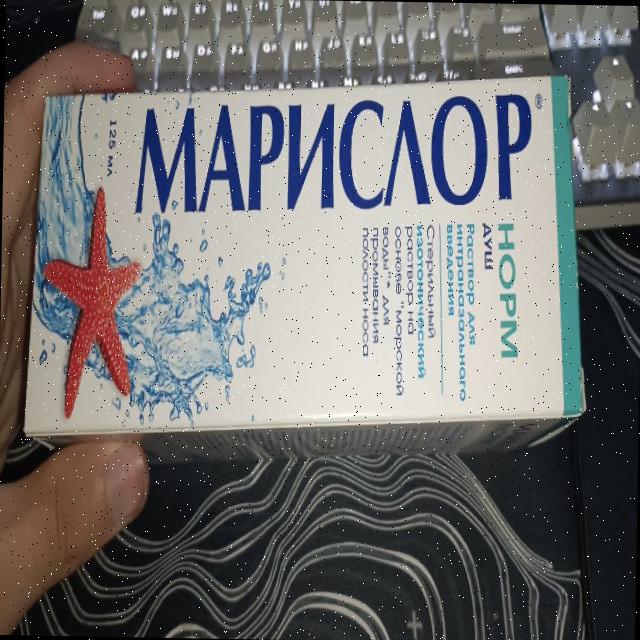 МАРИСЛОР®
НОРМ
ДУШ
Раствор для
интраназального
введения
Стерильный
изотонический
раствор на
основе "Морской
воды"* для
промывания
полости носа
125 МЛ